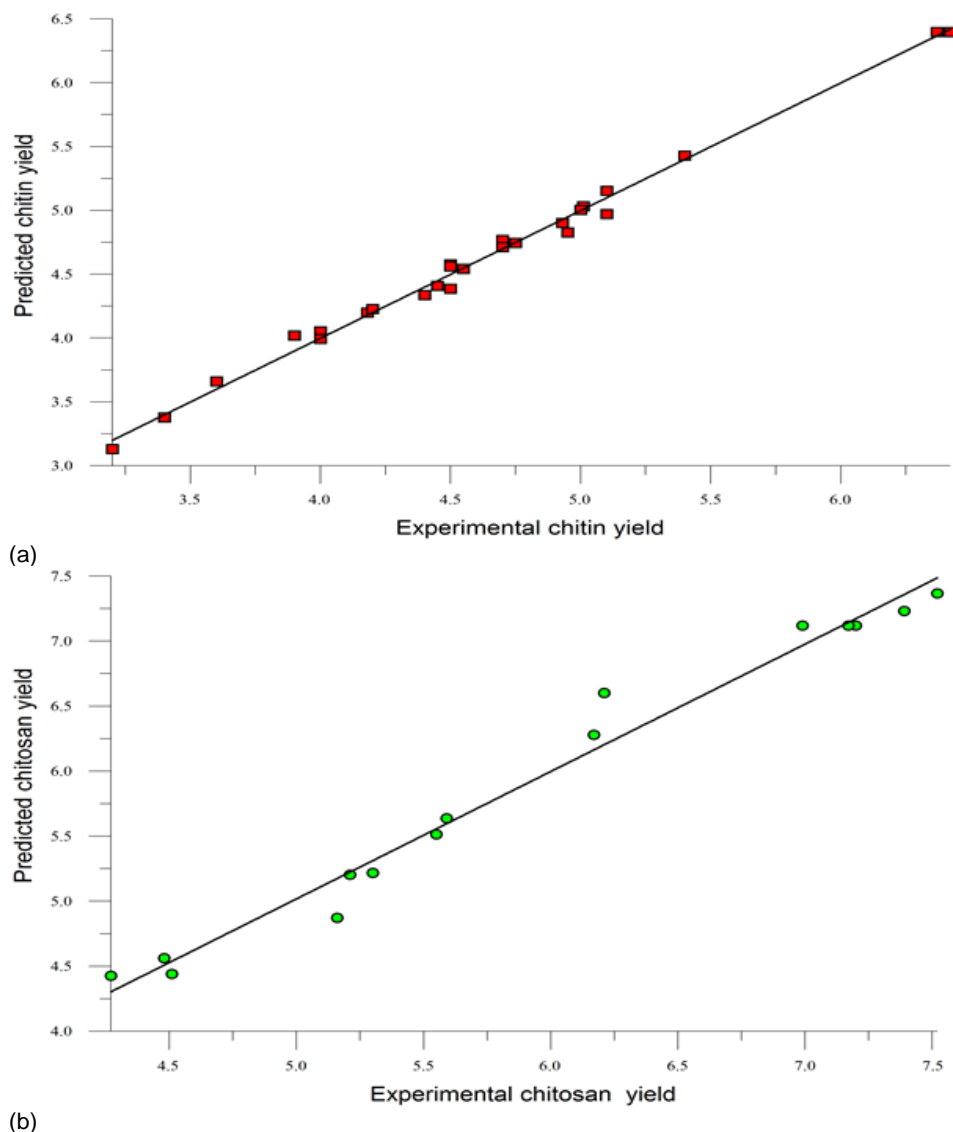 6.5
6.0
5.5
5.0
4.5
4.0
3.5
3.0
Predicted chitin yield
3.5 4.0 4.5 5.0 5.5 6.0
Experimental chitin yield
(a)
7.5
7.0
6.5
6.0
5.5
5.0
4.5
4.0
Predicted chitosan yield
4.5 5.0 5.5 6.0 6.5 7.0 7.5
Experimental chitosan yield
(b)